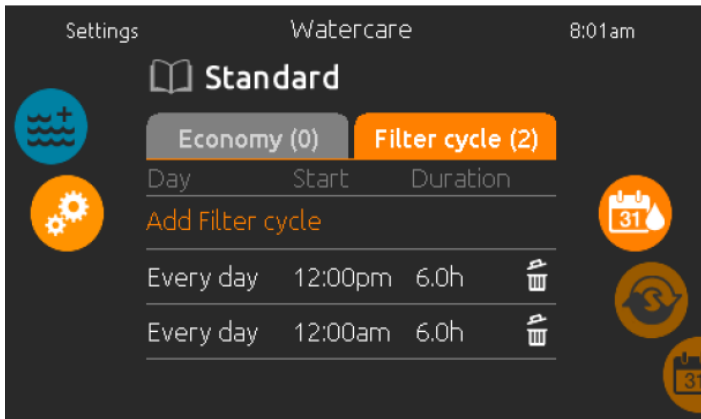 Settings Watercare 8:01am
Standard
Economy (0) Filter cycle (2)
Day Start Duration
Add Filter cycle
31
Every day 12:00pm 6.0h
Every day 12:00am 6.0h
31